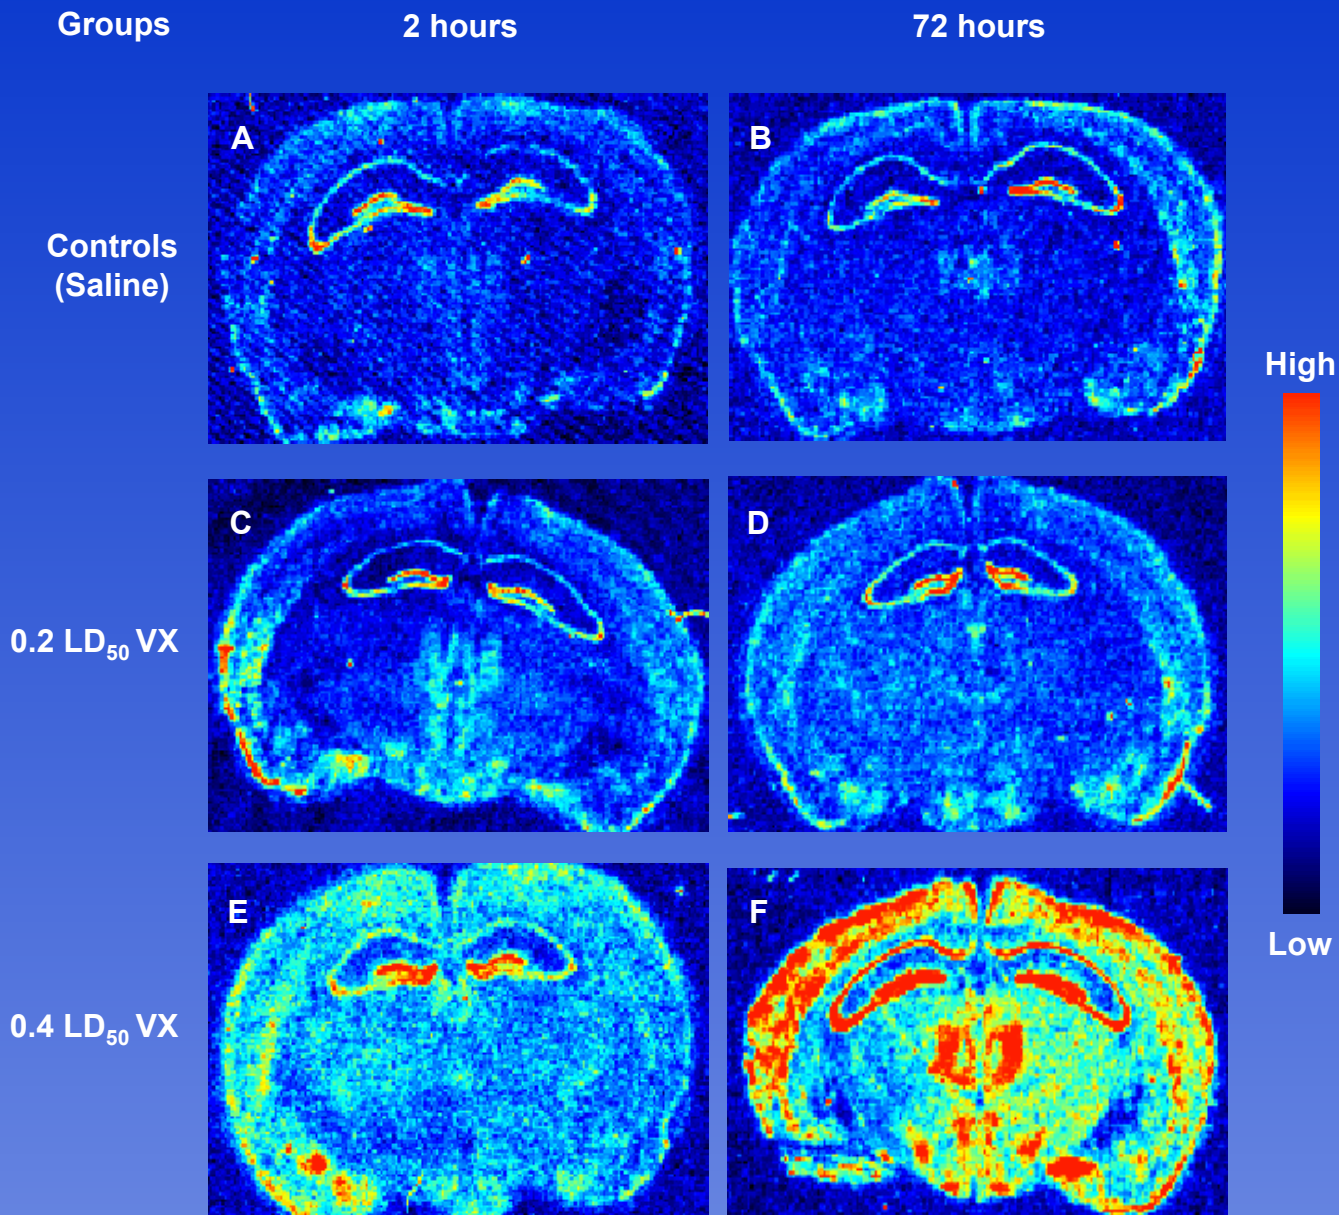 Groups 2 hours 72 hours
A B
Controls
(Saline)
High
C D
0.2 LD50 VX
E F
Low
0.4 LD50 VX